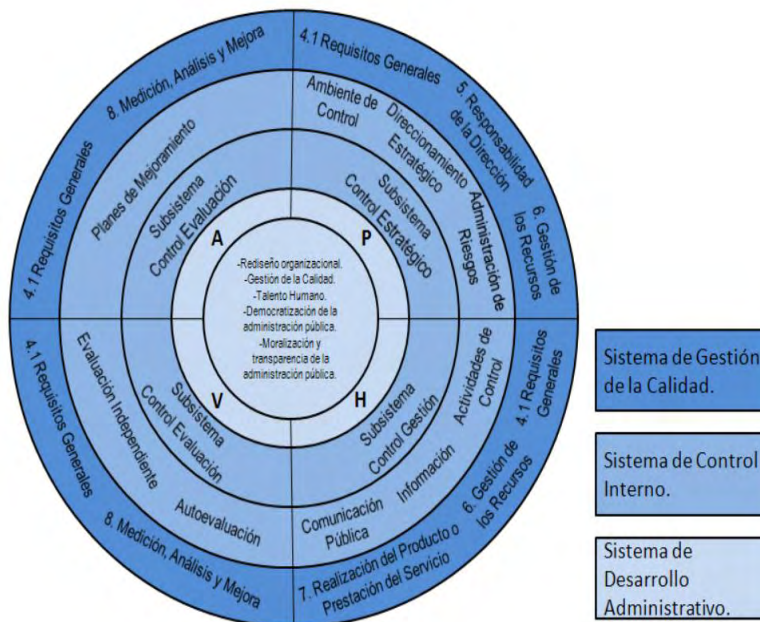 8. Medición, Análisis y Mejora
4.1 Requisitos Generales
4.1 Requisitos Generales
5. Responsabilidad
de la Dirección
6. Gestión de
los Recursos
Planes de Mejoramiento
Ambiente de
Control
Direccionamiento
Estratégico
Administración de
Riesgos
Subsistema
Control Evaluación
Subsistema
Control Estratégico
A
P
-Rediseño organizacional.
-Gestión de la Calidad.
-Talento Humano.
-Democratización de la
administración pública.
-Moralización y
transparencia de la
administración pública.
V
H
Subsistema
Control Evaluación
Subsistema
Control Gestión
Evaluación Independiente
Autoevaluación
Actividades de
Control
Información
Comunicación
Pública
4.1 Requisitos Generales
8. Medición, Análisis y Mejora
4.1 Requisitos
Generales
6. Gestión de
los Recursos
7. Realización del Producto o
Prestación del Servicio
Sistema de Gestión
de la Calidad.
Sistema de Control
Interno.
Sistema de
Desarrollo
Administrativo.